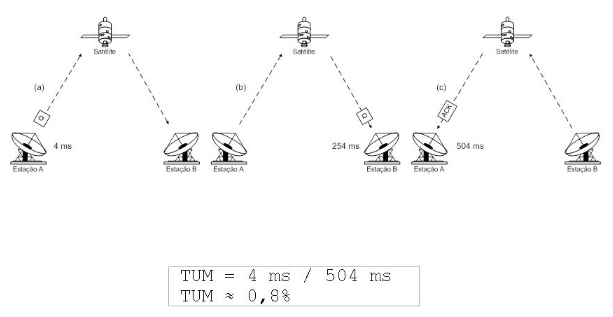 Satélite
(a)
Q
4 ms
Estação A
Estação B
Satélite
(b)
Q
254 ms
Estação A
Estação B
Satélite
(c)
ACK
504 ms
Estação A
Estação B
TUM = 4 ms / 504 ms
TUM ≈ 0,8%